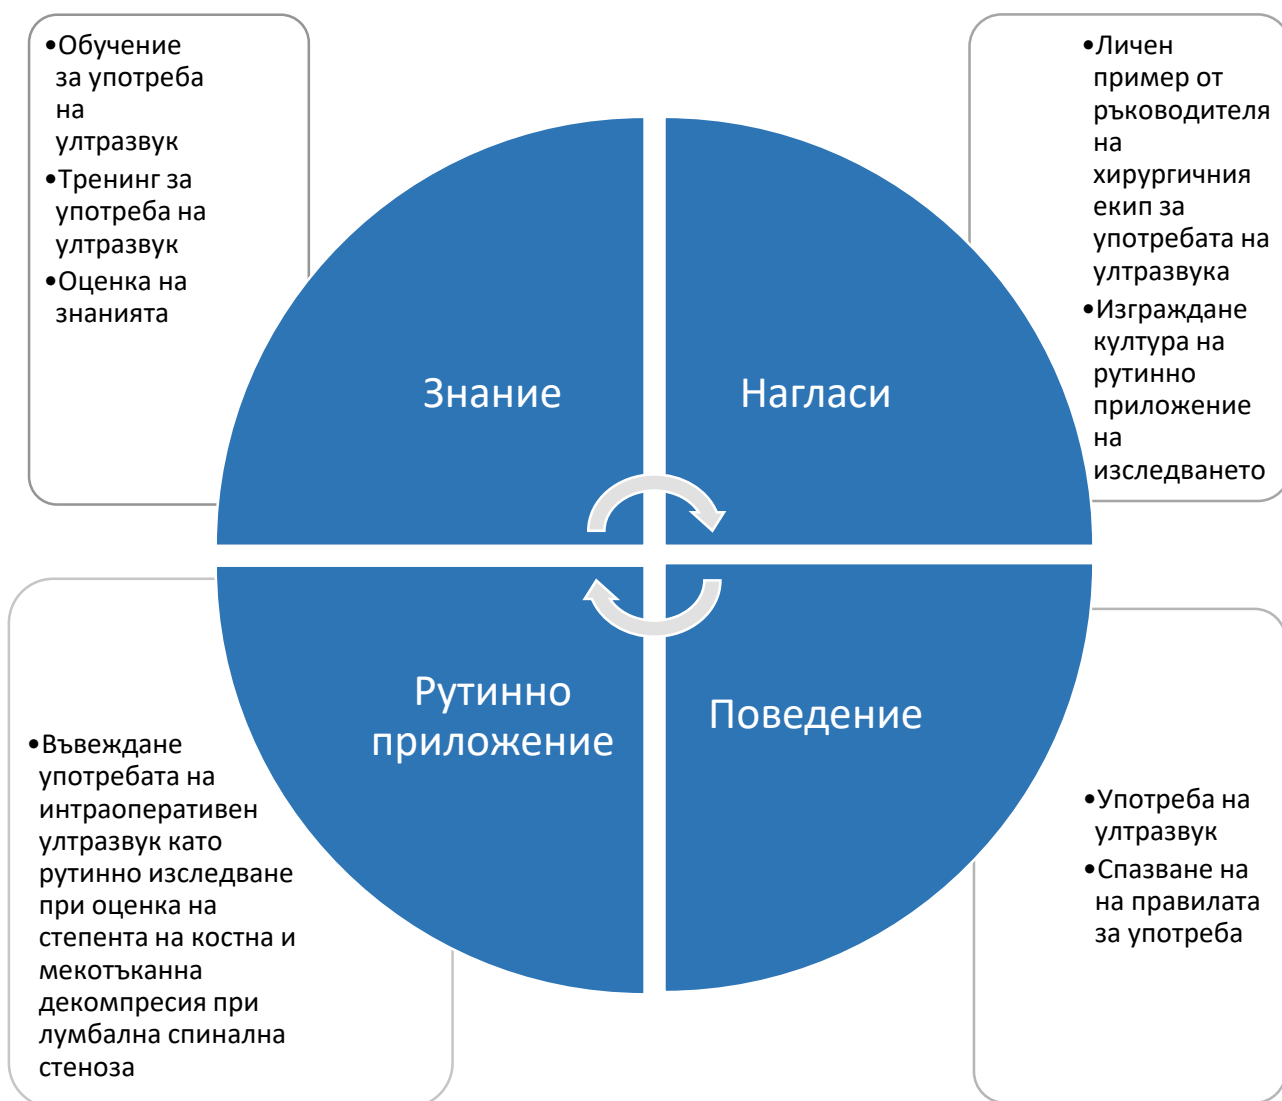 •Обучение
за употреба
на
ултразвук
•Тренинг за
употреба на
ултразвук
•Оценка на
знанията
•Личен
пример от
ръководителя
на
хирургичния
екип за
употребата на
ултразвука
•Изграждане
култура на
рутинно
приложение
на
изследването
Знание
Нагласи
Рутинно
приложение
Поведение
•Въвеждане
употребата на
интраоперативен
ултразвук като
рутинно изследване
при оценка на
степента на костна и
мекотъканна
декомпресия при
лумбална спинална
стеноза
•Употреба на
ултразвук
•Спазване на
на правилата
за употреба